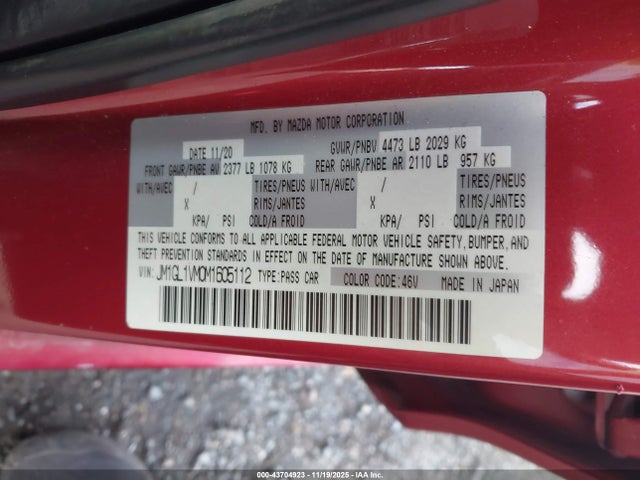 MFD. BY MAZDA MOTOR CORPORATION
DATE 11/20 GVWR/PNBV 4473 LB 2029 KG
FRONT GAWR/PNBE AV 2377 LB 1078 KG REAR GAWR/PNBE AR 2110 LB 957 KG
WITH/AVEC / TIRES/PNEUS WITH/AVEC / TIRES/PNEUS
X RIMS/JANTES X RIMS/JANTES
KPA/ PSI COLD/A FROID KPA/ PSI COLD/A FROID
THIS VEHICLE CONFORMS TO ALL APPLICABLE FEDERAL MOTOR VEHICLE SAFETY, BUMPER, AND
THEFT PREVENTION STANDARDS IN EFFECT ON THE DATE OF MANUFACTURE SHOWN ABOVE.
VIN: JM1GL1VM0M1605112 TYPE:PASS CAR COLOR CODE:46V MADE IN JAPAN
000-43704923 - 11/19/2025 - IAA Inc.